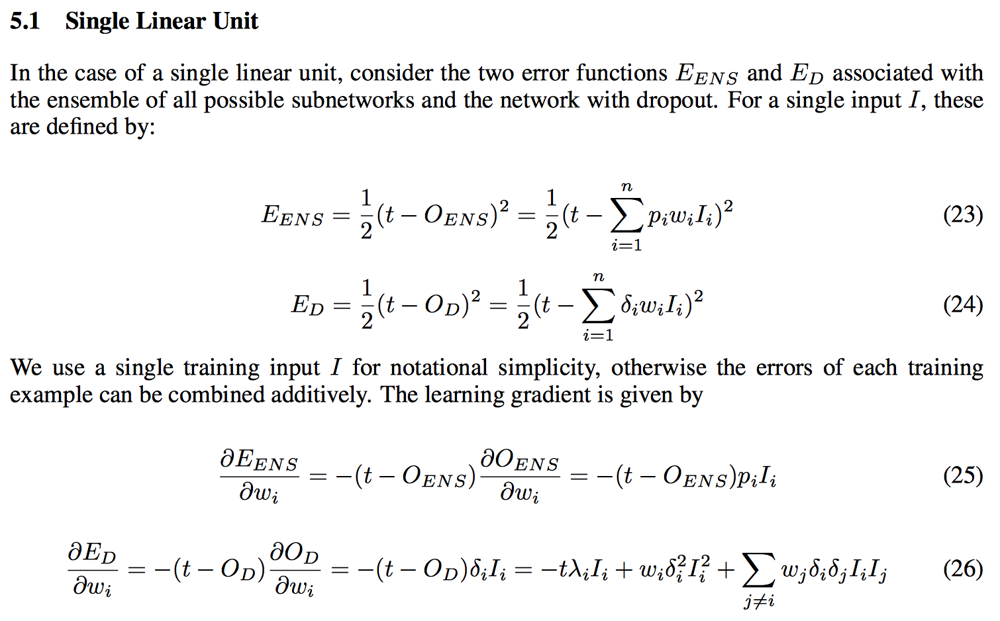 5.1 Single Linear Unit
In the case of a single linear unit, consider the two error functions $E_{ENS}$ and $E_D$ associated with
the ensemble of all possible subnetworks and the network with dropout. For a single input $I$, these
are defined by:
$E_{ENS} = \frac{1}{2}(t - O_{ENS})^2 = \frac{1}{2}(t - \sum_{i=1}^{n} p_i w_i I_i)^2$ (23)
$E_D = \frac{1}{2}(t - O_D)^2 = \frac{1}{2}(t - \sum_{i=1}^{n} \delta_i w_i I_i)^2$ (24)
We use a single training input $I$ for notational simplicity, otherwise the errors of each training
example can be combined additively. The learning gradient is given by
$\frac{\partial E_{ENS}}{\partial w_i} = -(t - O_{ENS}) \frac{\partial O_{ENS}}{\partial w_i} = -(t - O_{ENS}) p_i I_i$ (25)
$\frac{\partial E_D}{\partial w_i} = -(t - O_D) \frac{\partial O_D}{\partial w_i} = -(t - O_D) \delta_i I_i = -t\lambda_i I_i + w_i \delta_i^2 I_i^2 + \sum_{j \neq i} w_j \delta_i \delta_j I_i I_j$ (26)